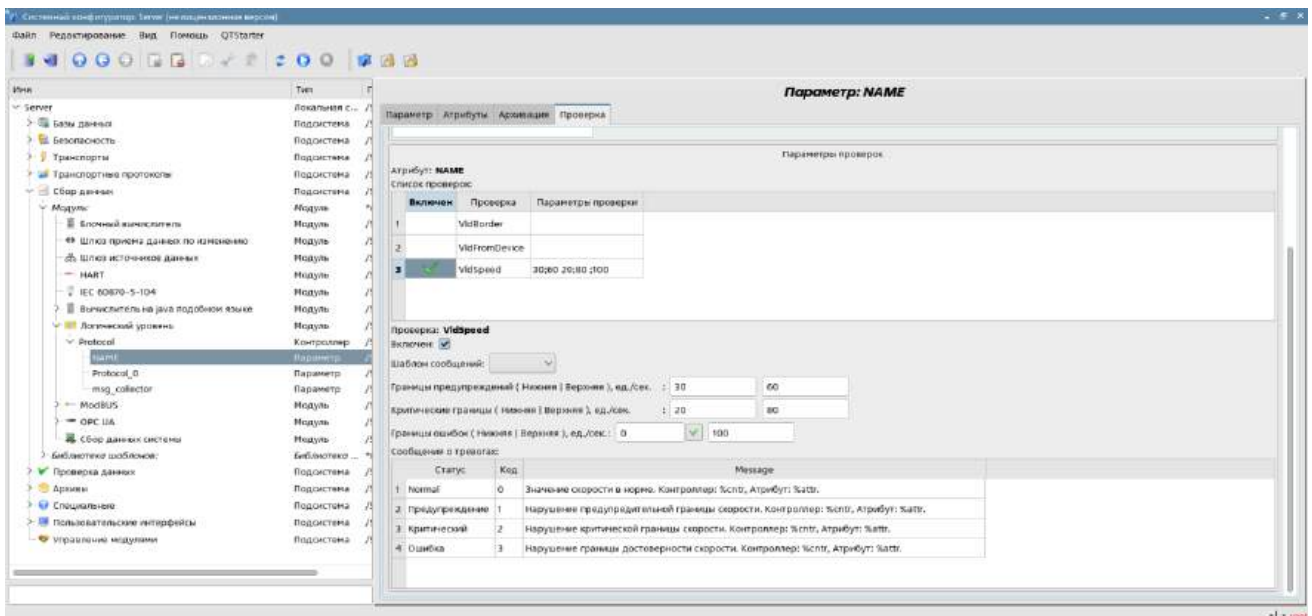 Системный конфигуратор: Server (нелицензионная версия)
Файл Редактирование Вид Помощь QTStarter
Имя Тип П
Server Локальная с... /S
Базы данных Подсистема /S
Безопасность Подсистема /S
Транспорты Подсистема /S
Транспортные протоколы Подсистема /S
Сбор данных Подсистема /S
Модуль: Модуль
Блочный вычислитель Модуль /S
Шлюз приема данных по изменению Модуль /S
Шлюз источников данных Модуль /S
HART Модуль /S
IEC 60870-5-104 Модуль /S
Вычислитель на java подобном языке Модуль /S
Логический уровень Модуль /S
Protocol Контроллер /S
NAME Параметр /S
Protocol_0 Параметр /S
msg_collector Параметр /S
ModBUS Модуль /S
OPC UA Модуль /S
Сбор данных системы Модуль /S
Библиотека шаблонов: Библиотека ...
Проверка данных Подсистема /S
Архивы Подсистема /S
Специальные Подсистема /S
Пользовательские интерфейсы Подсистема /S
Управление модулями Подсистема /S
Параметр: NAME
Параметр Атрибуты Архивация Проверка
Параметры проверок
Атрибут: NAME
Список проверок:
Включен Проверка Параметры проверки
1 VldBorder
2 VldFromDevice
3 VldSpeed 30;60 20;80 ;100
Проверка: VldSpeed
Включен:
Шаблон сообщений:
Границы предупреждений ( Нижняя | Верхняя ), ед./сек. : 30 60
Критические границы ( Нижняя | Верхняя ), ед./сек. : 20 80
Границы ошибок ( Нижняя | Верхняя ), ед./сек.: 0 100
Сообщения о тревогах:
Статус Код Message
1 Normal 0 Значение скорости в норме. Контроллер: %cntr, Атрибут: %attr.
2 Предупреждение 1 Нарушение предупредительной границы скорости. Контроллер: %cntr, Атрибут: %attr.
3 Критический 2 Нарушение критической границы скорости. Контроллер: %cntr, Атрибут: %attr.
4 Ошибка 3 Нарушение границы достоверности скорости. Контроллер: %cntr, Атрибут: %attr.